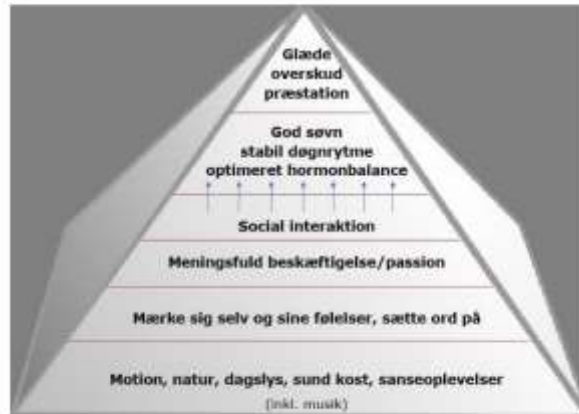 Glæde
overskud
præstation
God søvn
stabil døgnrytme
optimeret hormonbalance
Social interaktion
Meningsfuld beskæftigelse/passion
Mærke sig selv og sine følelser, sætte ord på
Motion, natur, dagslys, sund kost, sanseoplevelser
(inkl. musik)